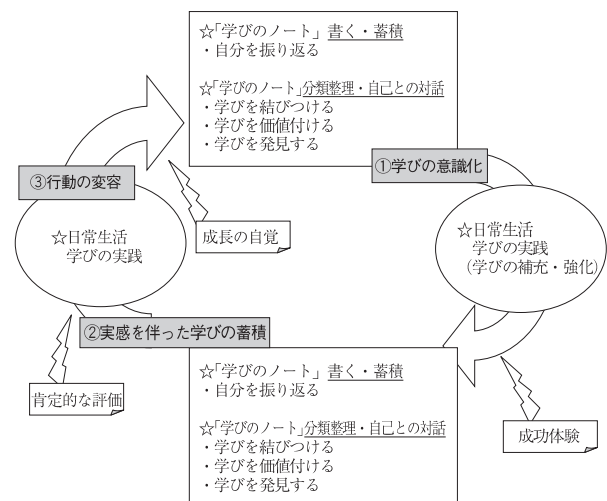 ☆「学びのノート」書く・蓄積
・自分を振り返る
☆「学びのノート」分類整理・自己との対話
・学びを結びつける
・学びを価値付ける
・学びを発見する
①学びの意識化
③行動の変容
☆日常生活
学びの実践
成長の自覚
☆日常生活
学びの実践
(学びの補充・強化)
②実感を伴った学びの蓄積
☆「学びのノート」書く・蓄積
・自分を振り返る
☆「学びのノート」分類整理・自己との対話
・学びを結びつける
・学びを価値付ける
・学びを発見する
肯定的な評価
成功体験